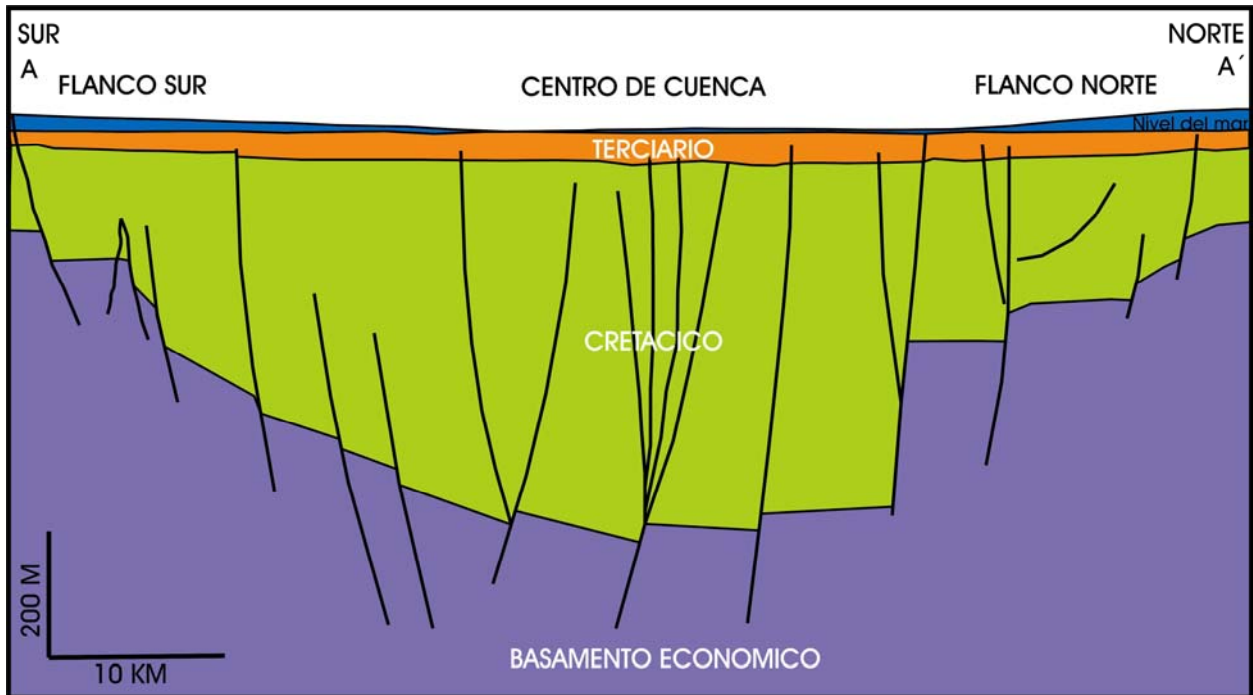 SUR
NORTE
A
A´
FLANCO SUR
CENTRO DE CUENCA
FLANCO NORTE
Nivel del mar
TERCIARIO
CRETACICO
200 M
10 KM
BASAMENTO ECONOMICO